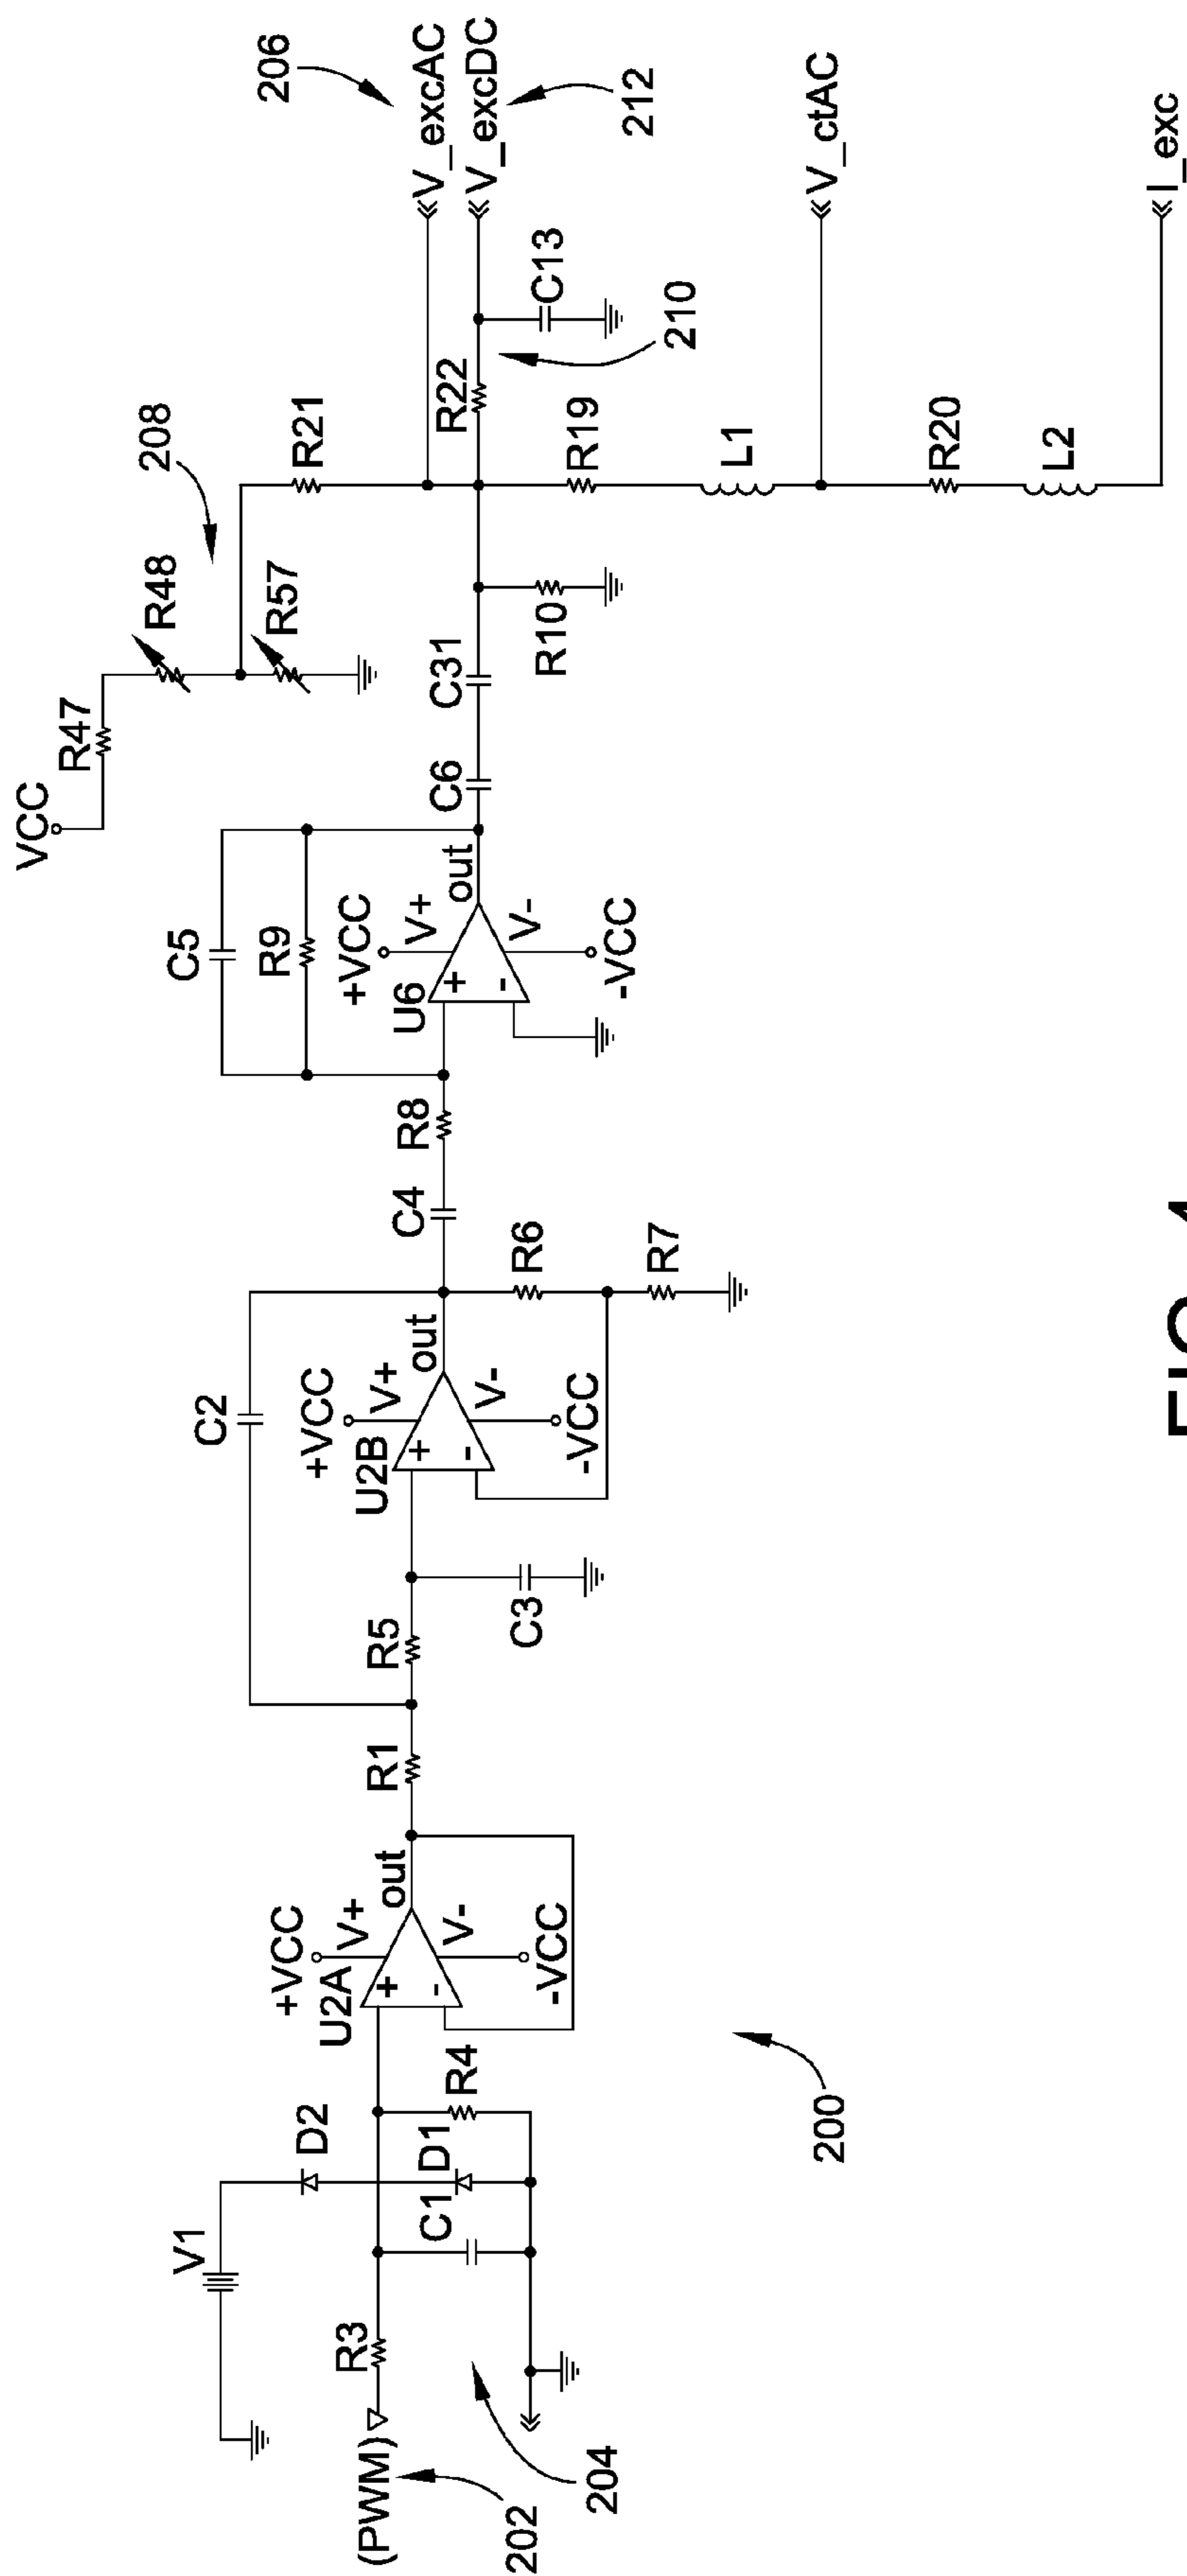 VCC
R47
R48
208
R57
R21
206
V_excAC
V_excDC
212
R22
C13
210
R19
L1
V_ctAC
R20
L2
I_exc
R10
C31
C6
C5
R9
+VCC
V+
out
U6
+
-
V-
-VCC
R8
C4
R6
R7
C2
+VCC
V+
out
U2B
+
-
V-
-VCC
R5
C3
R1
+VCC
V+
out
U2A
+
-
V-
-VCC
V1
D2
R4
D1
C1
R3
(PWM)
202
204
200